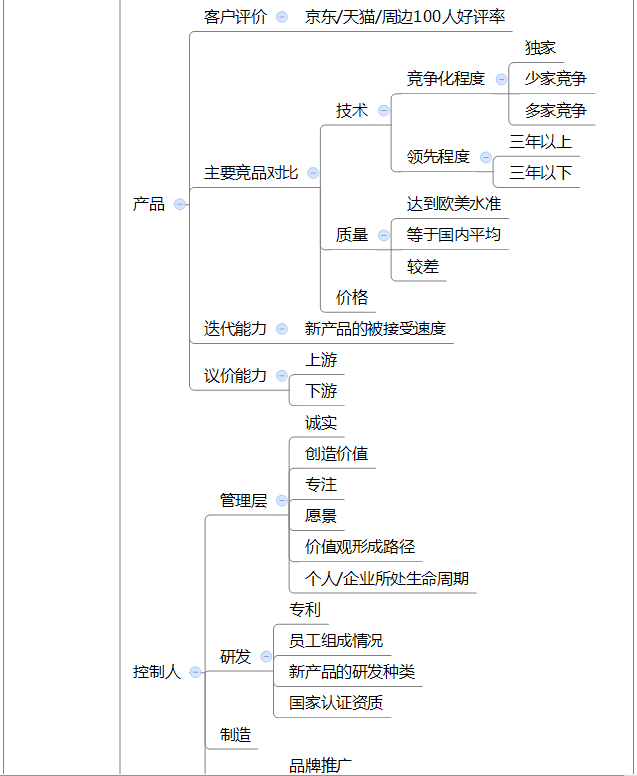 客户评价
京东/天猫/周边100人好评率
独家
竞争化程度
少家竞争
技术
多家竞争
三年以上
领先程度
主要竞品对比
三年以下
产品
达到欧美水准
质量
等于国内平均
较差
价格
迭代能力
新产品的被接受速度
上游
议价能力
下游
诚实
创造价值
专注
管理层
愿景
价值观形成路径
个人/企业所处生命周期
专利
员工组成情况
研发
控制人
新产品的研发种类
国家认证资质
制造
品牌推广